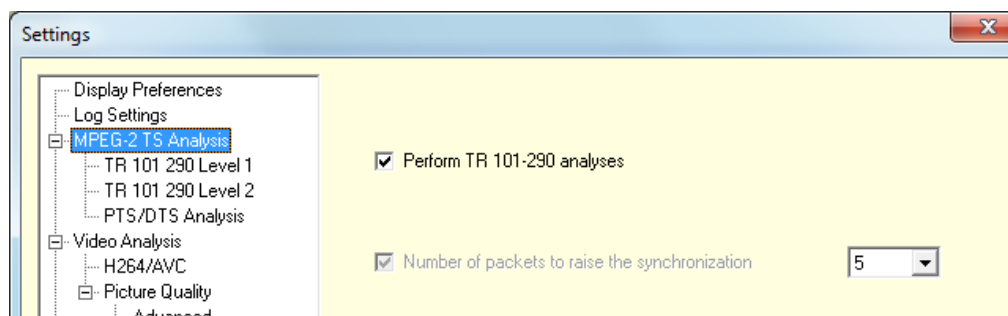 Settings
Display Preferences
Log Settings
MPEG-2 TS Analysis
TR 101 290 Level 1
TR 101 290 Level 2
PTS/DTS Analysis
Video Analysis
H264/AVC
Picture Quality
Advanced
Perform TR 101-290 analyses
Number of packets to raise the synchronization
5